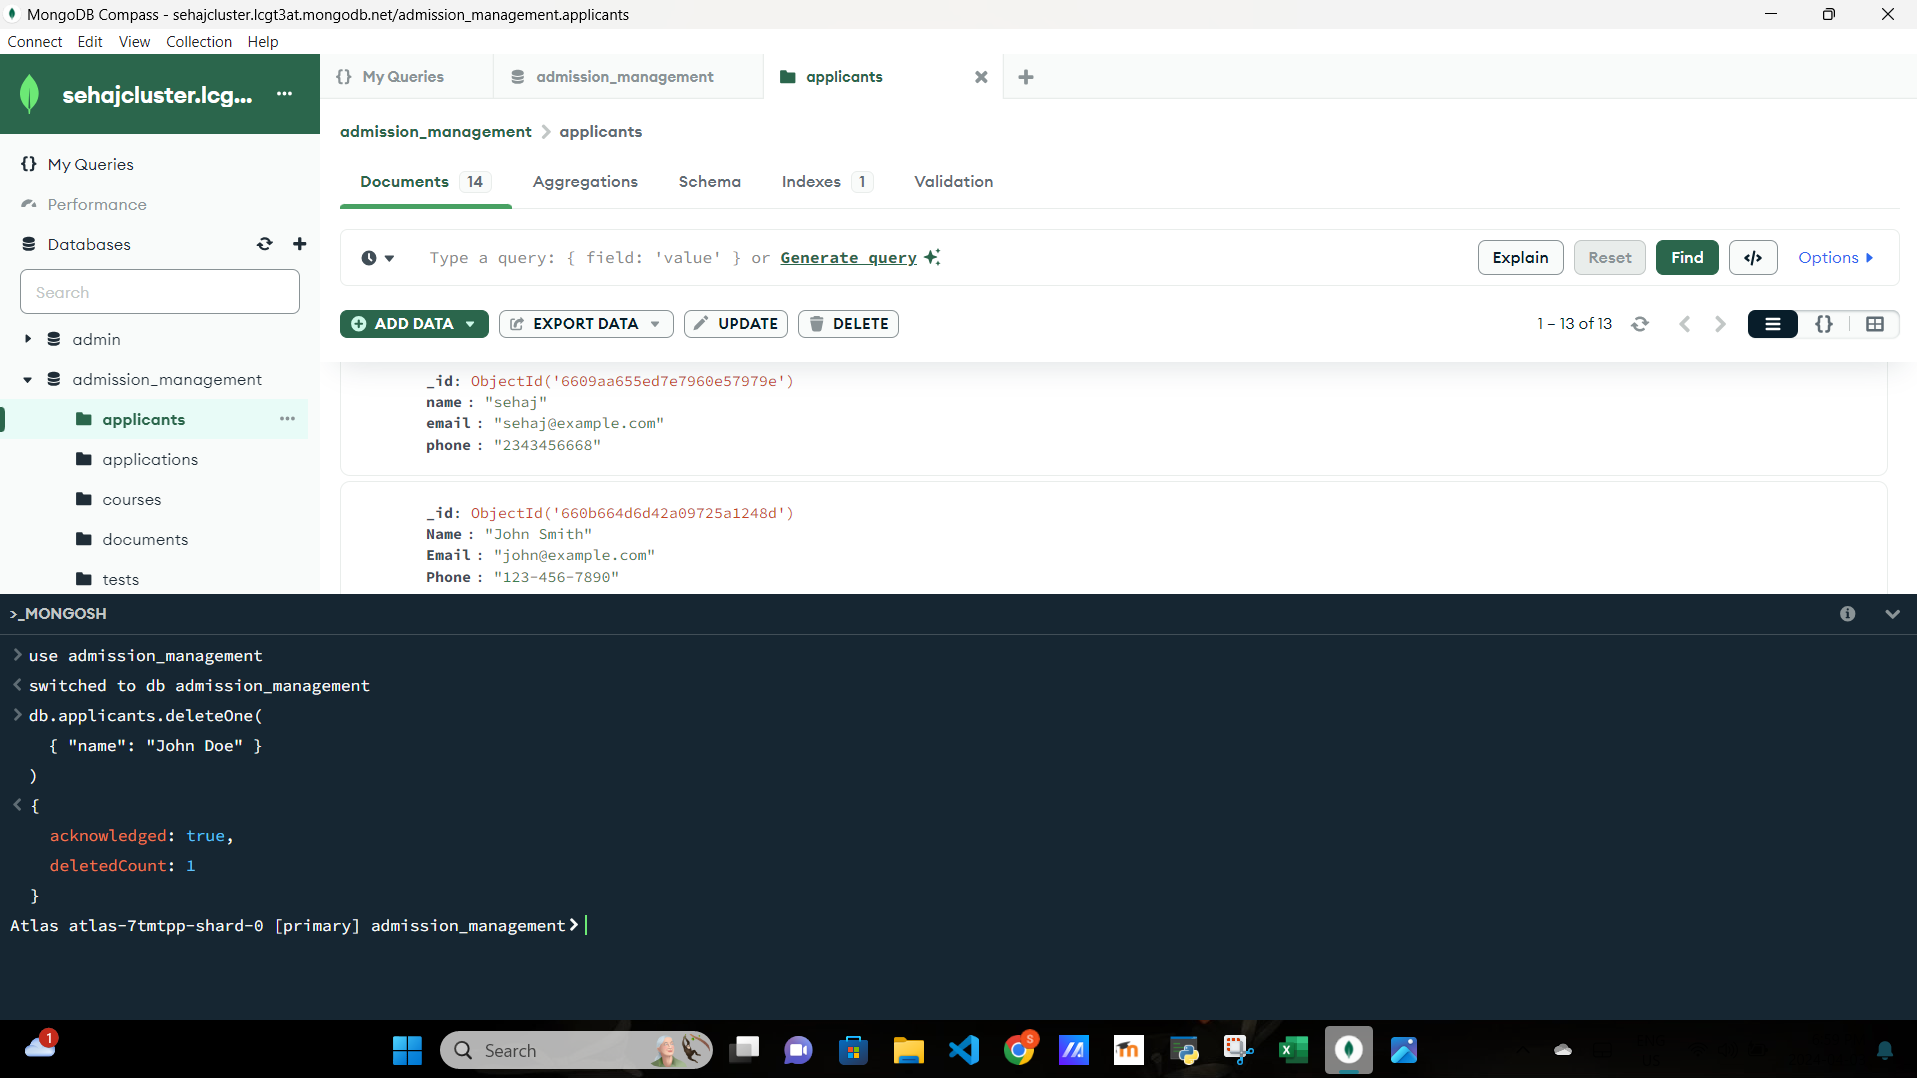 MongoDB Compass - sehajcluster.lcgt3at.mongodb.net/admission_management.applicants
Connect Edit View Collection Help
sehajcluster.lcg...
My Queries
admission_management
applicants
admission_management > applicants
My Queries
Performance
Databases
Search
admin
admission_management
applicants
applications
courses
documents
tests
Documents 14 Aggregations Schema Indexes 1 Validation
Type a query: { field: 'value' } or Generate query
Explain Reset Find </> Options
ADD DATA EXPORT DATA UPDATE DELETE
1 – 13 of 13
{}
_id: ObjectId('6609aa655ed7e7960e57979e')
name : "sehaj"
email : "sehaj@example.com"
phone : "2343456668"
_id: ObjectId('660b664d6d42a09725a1248d')
Name : "John Smith"
Email : "john@example.com"
Phone : "123-456-7890"
>_MONGOSH
> use admission_management
< switched to db admission_management
> db.applicants.deleteOne(
{ "name": "John Doe" }
)
< {
acknowledged: true,
deletedCount: 1
}
Atlas atlas-7tmtpp-shard-0 [primary] admission_management>
1
Search
S